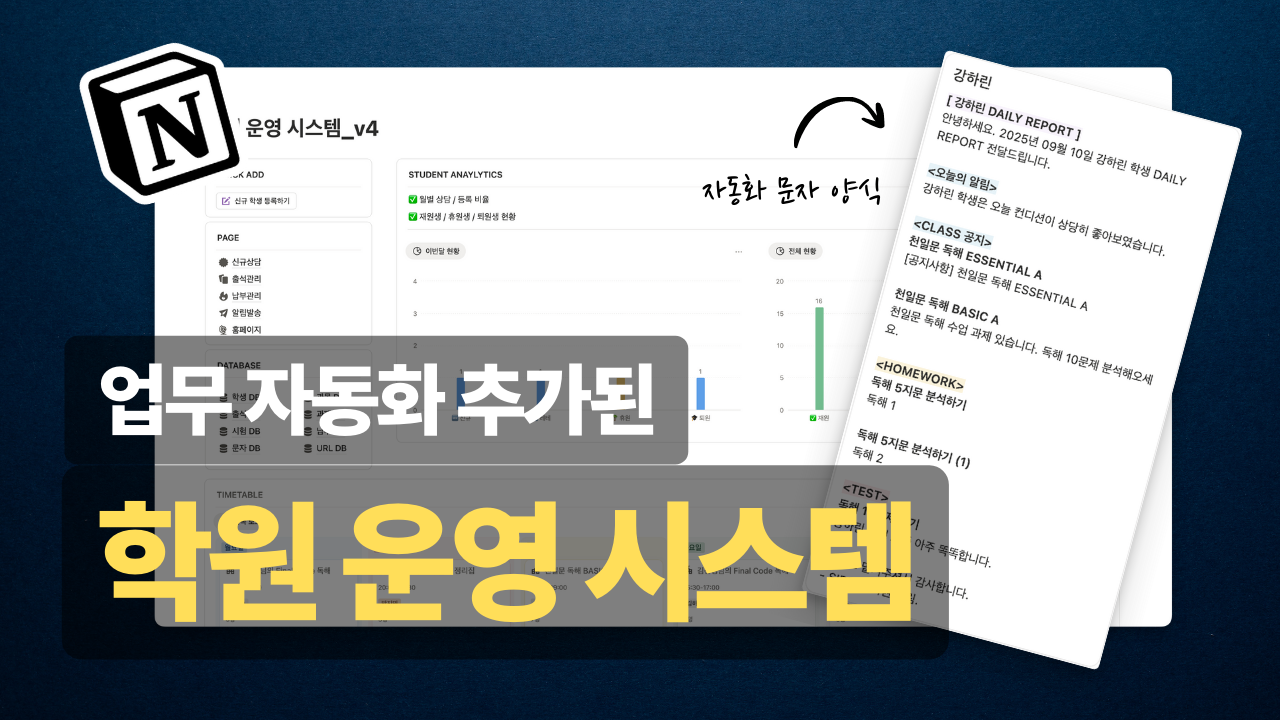 N
운영 시스템_v4
ADD
신규 학생 등록하기
PAGE
신규상담
출석관리
납부관리
알림발송
홈페이지
DATABASE
학생 DB
시험 DB
문자 DB
URL DB
STUDENT ANAYLYTICS
✅ 월별 상담 / 등록 비율
✅ 재원생 / 휴원생 / 퇴원생 현황
이번달 현황
...
4
3
2
1
0
1
퇴원
전체 현황
20
15
10
5
0
16
✅ 재원
자동화 문자 양식
강하린
[ 강하린 DAILY REPORT ]
안녕하세요. 2025년 09월 10일 강하린 학생 DAILY
REPORT 전달드립니다.
<오늘의 알림>
강하린 학생은 오늘 컨디션이 상당히 좋아보였습니다.
<CLASS 공지>
천일문 독해 ESSENTIAL A
[공지사항] 천일문 독해 ESSENTIAL A
천일문 독해 BASIC A
천일문 독해 수업 과제 있습니다. 독해 10문제 분석해오세
요.
<HOMEWORK>
독해 5지문 분석하기
독해 1
독해 5지문 분석하기 (1)
독해 2
<TEST>
아주 똑똑합니다.
감사합니다.
업무 자동화 추가된
TIMETABLE
학원 운영 시스템